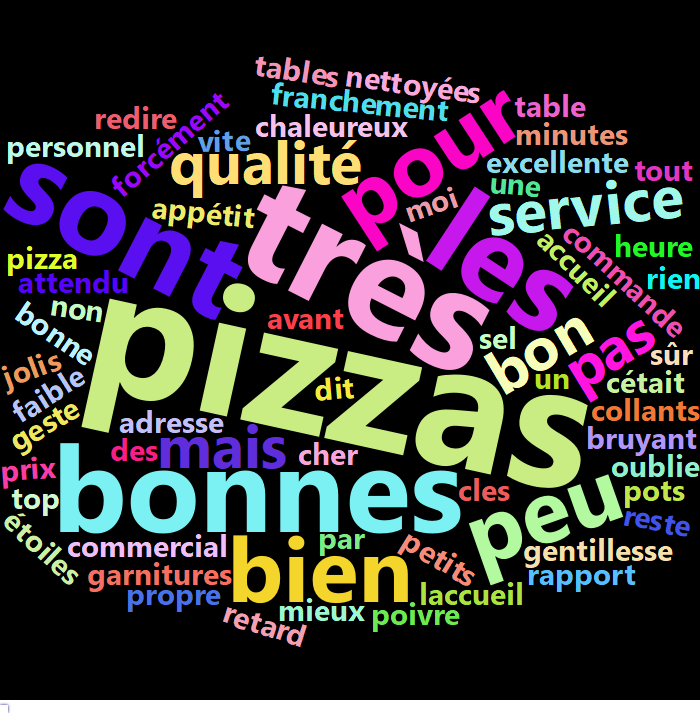 tables
nettoyées
franchement
forcément
redire
personnel
vite
chaleureux
pour
table
minutes
qualité
excellente
tout
une
moi
service
sont
appétit
très
les
accueil
commande
heure
pizza
attendu
rien
non
bonne
avant
pizzas
sel
bon
pas
sûr
jolis
faible
geste
dit
un
cétait
collants
adresse
des
mais
cher
bruyant
prix
bonnes
cles
peu
oublie
top
pots
étoiles
reste
commercial
par
petits
gentillesse
garnitures
bien
rapport
propre
mieux
laccueil
retard
poivre